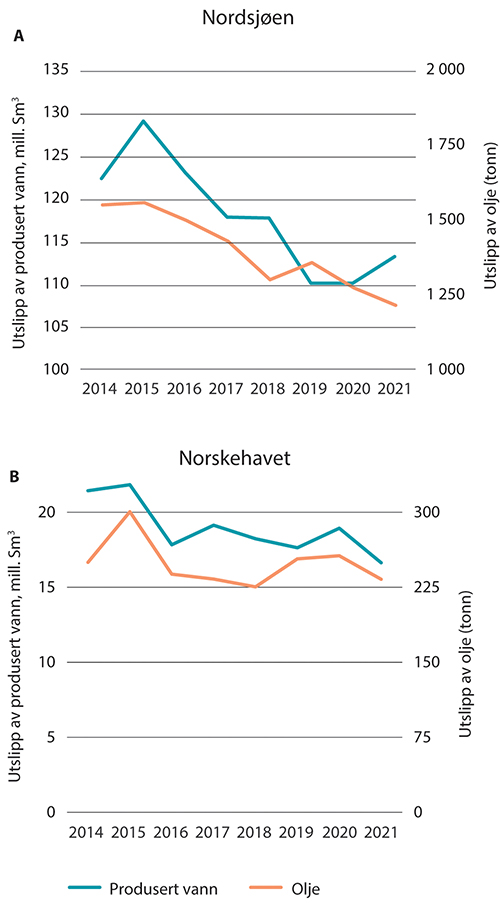 Nordsjøen
A
Utslipp av produsert vann, mill. Sm³
135
130
125
120
115
110
105
100
2 000
1 750
1 500
1 250
1 000
Utslipp av olje (tonn)
2014 2015 2016 2017 2018 2019 2020 2021
Norskehavet
B
Utslipp av produsert vann, mill. Sm³
20
15
10
5
0
300
225
150
75
0
Utslipp av olje (tonn)
2014 2015 2016 2017 2018 2019 2020 2021
Produsert vann Olje